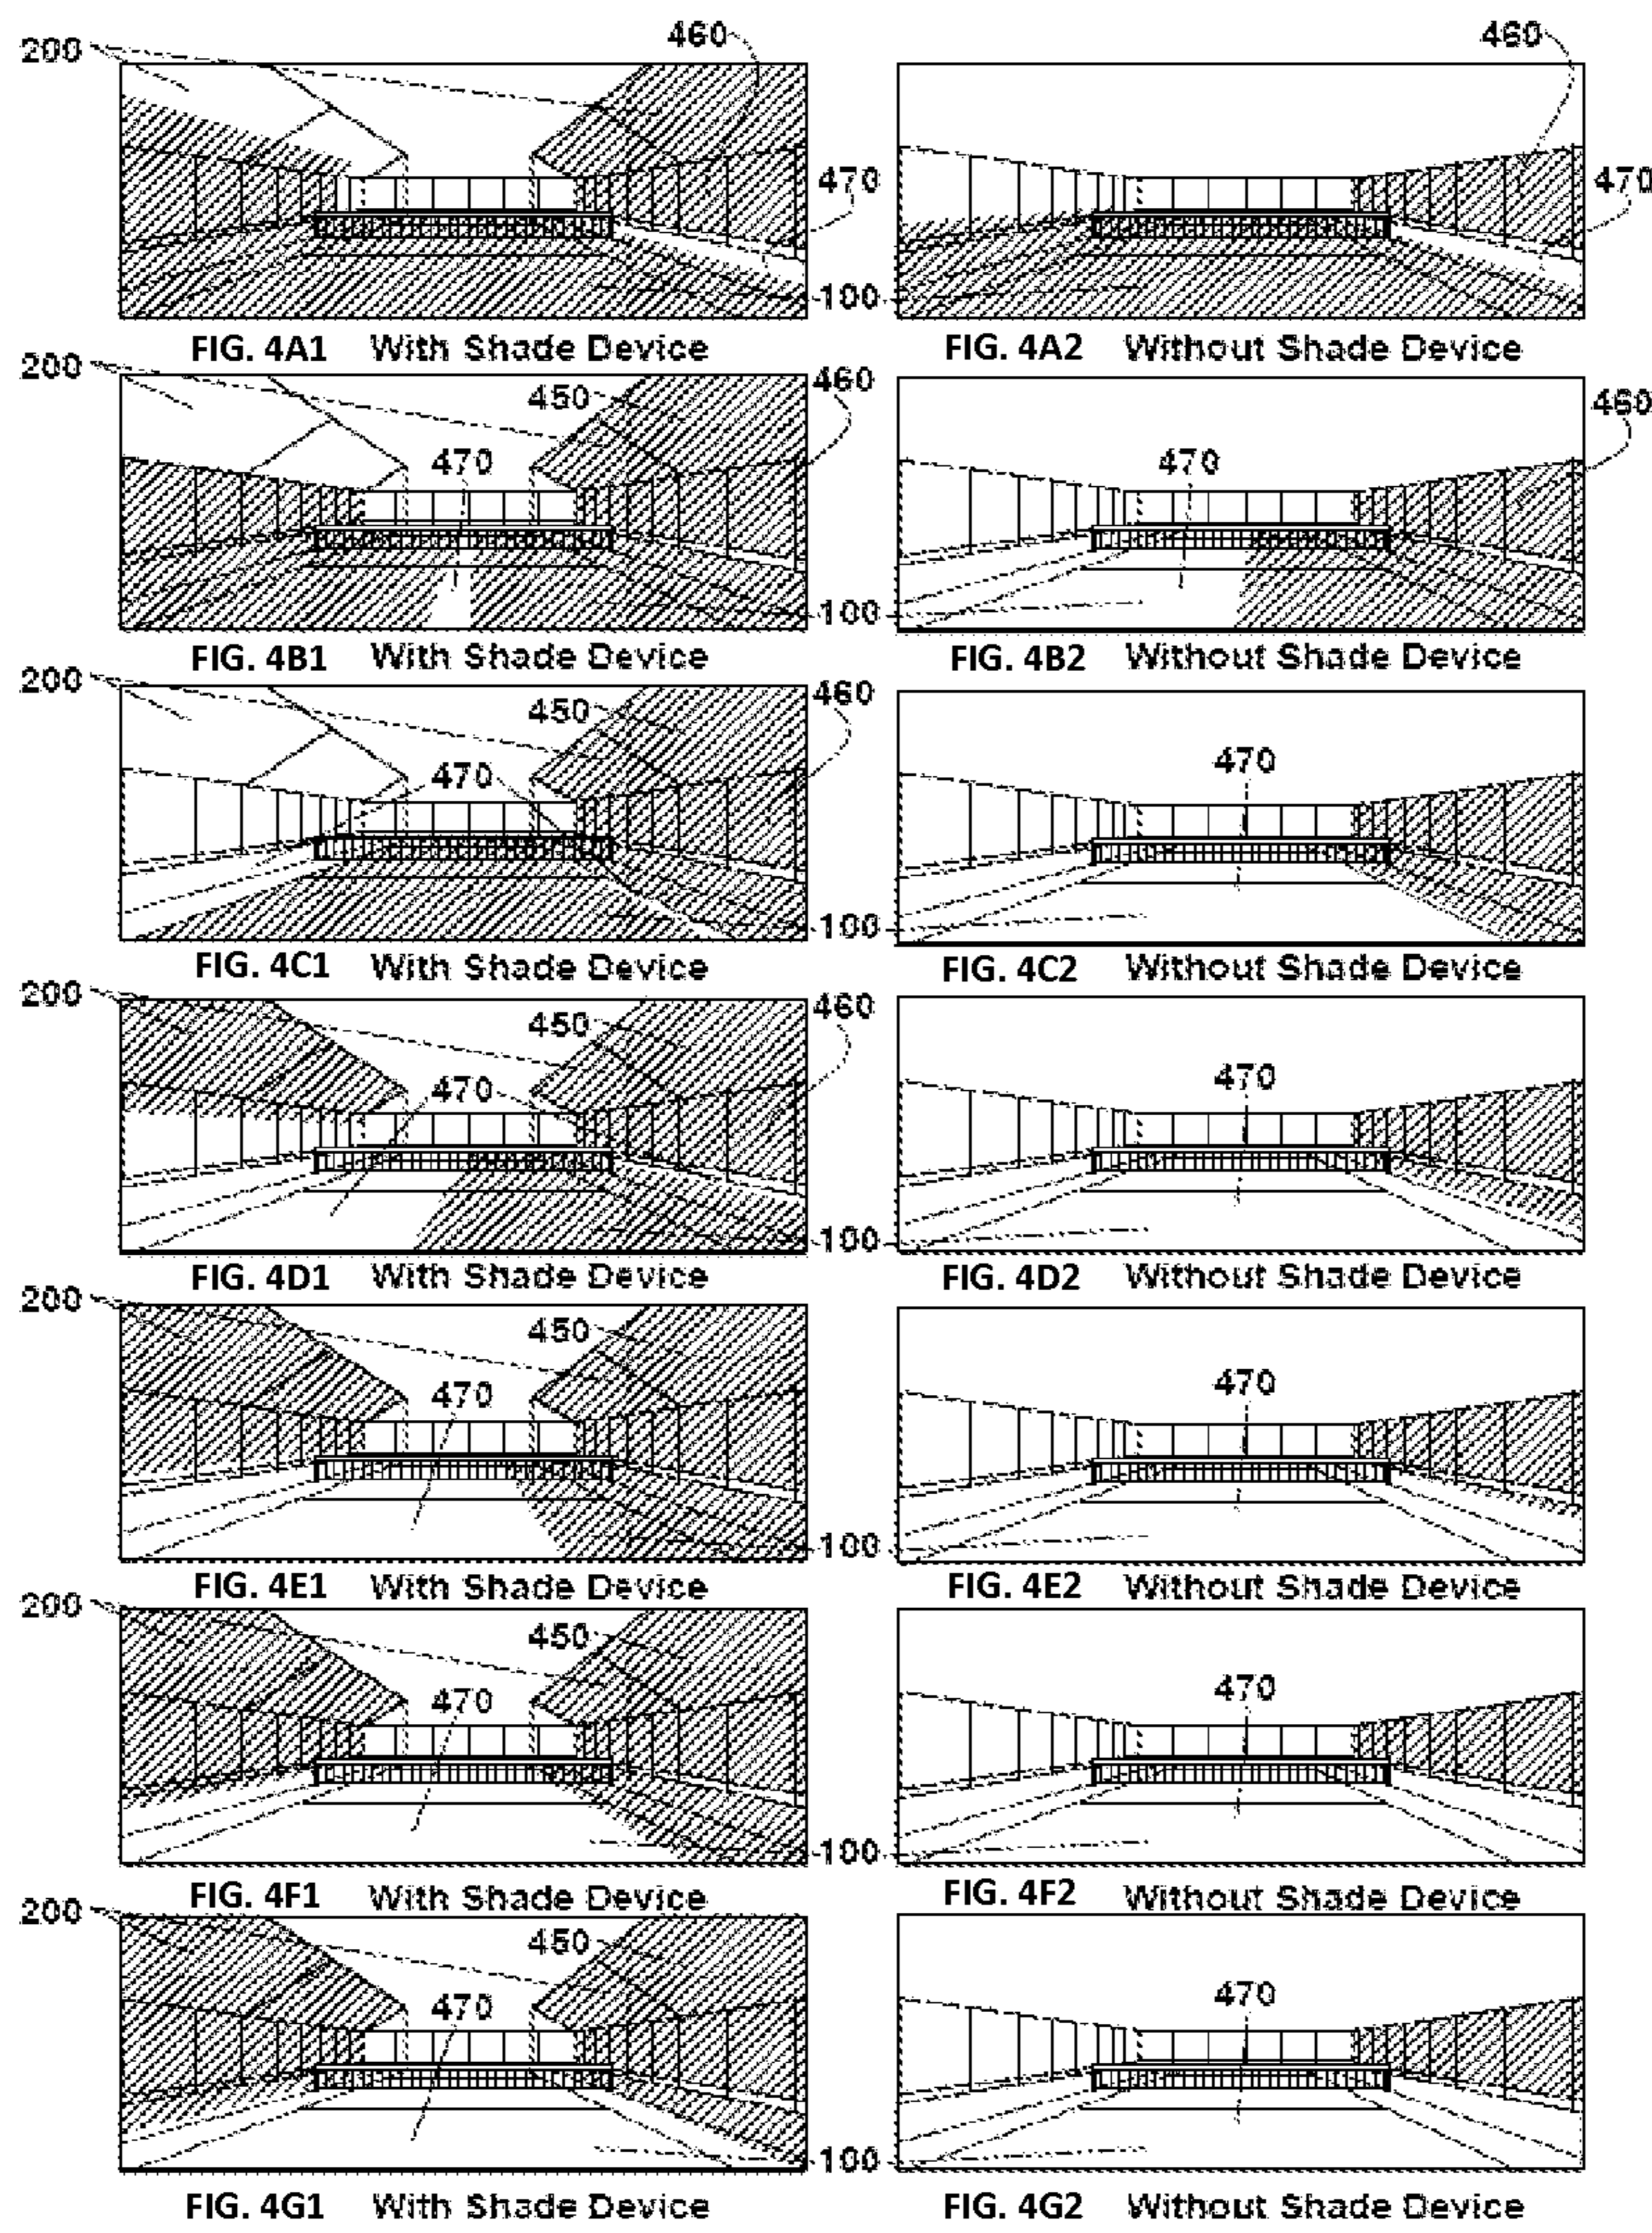 200 460 460
470 470
100
FIG. 4A1 With Shade Device FIG. 4A2 Without Shade Device
200 450 460 460
470 470
100
FIG. 4B1 With Shade Device FIG. 4B2 Without Shade Device
200 450 460
470 470
100
FIG. 4C1 With Shade Device FIG. 4C2 Without Shade Device
200 450 460
470 470
100
FIG. 4D1 With Shade Device FIG. 4D2 Without Shade Device
200 450
470 470
100
FIG. 4E1 With Shade Device FIG. 4E2 Without Shade Device
200 450
470 470
100
FIG. 4F1 With Shade Device FIG. 4F2 Without Shade Device
200 450
470 470
100
FIG. 4G1 With Shade Device FIG. 4G2 Without Shade Device